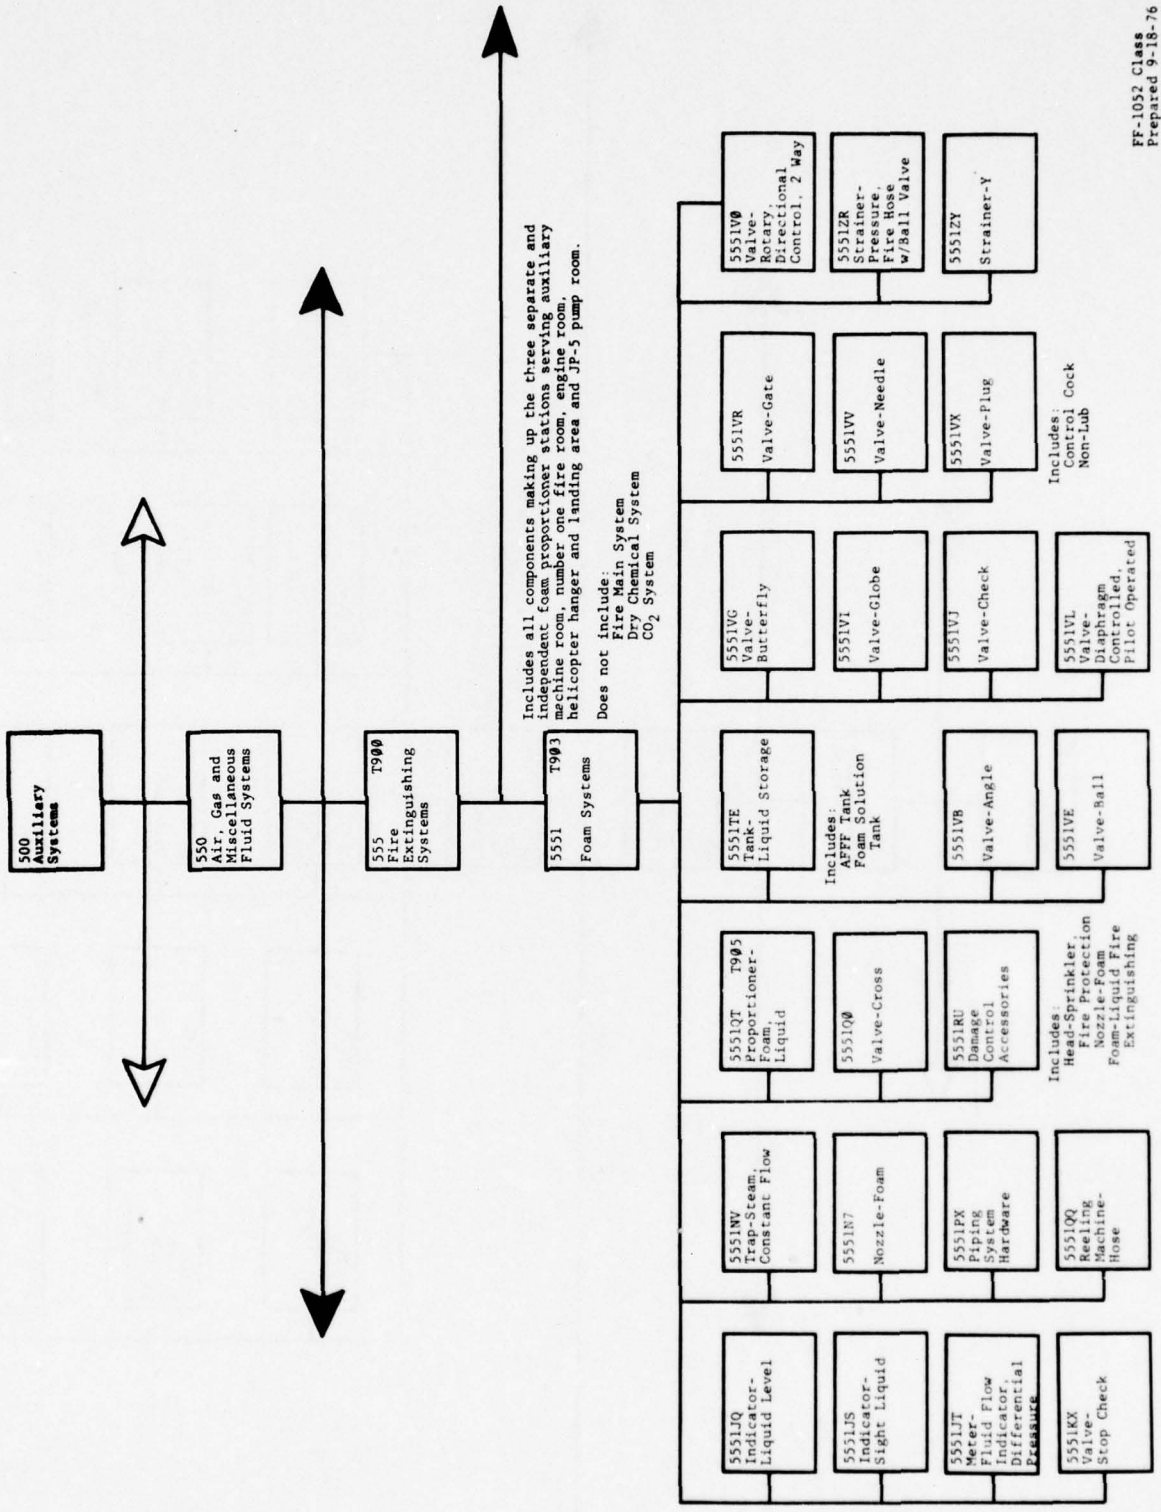 500
Auxiliary
Systems
550
Air, Gas and
Miscellaneous
Fluid Systems
555 T9ØØ
Fire
Extinguishing
Systems
5551 T9Ø3
Foam Systems
Includes all components making up the three separate and
independent foam proportioner stations serving auxiliary
machine room, number one fire room, engine room,
helicopter hanger and landing area and JP-5 pump room.
Does not include:
Fire Main System
Dry Chemical System
CO2 System
5551JQ
Indicator-
Liquid Level
5551JS
Indicator-
Sight Liquid
5551JT
Meter-
Fluid Flow
Indicator,
Differential
Pressure
5551KX
Valve-
Stop Check
5551NV
Trap-Steam,
Constant Flow
5551N7
Nozzle-Foam
5551PX
Piping
System
Hardware
5551QQ
Reeling
Machine-
Hose
5551QT T9Ø5
Proportioner-
Foam,
Liquid
5551QØ
Valve-Cross
5551RU
Damage
Control
Accessories
Includes:
Head-Sprinkler,
Fire Protection
Nozzle-Foam
Foam-Liquid Fire
Extinguishing
5551TE
Tank-
Liquid Storage
Includes:
AFFF Tank
Foam Solution
Tank
5551VB
Valve-Angle
5551VE
Valve-Ball
5551VG
Valve-
Butterfly
5551VI
Valve-Globe
5551VJ
Valve-Check
5551VL
Valve-
Diaphragm
Controlled,
Pilot Operated
5551VR
Valve-Gate
5551VV
Valve-Needle
5551VX
Valve-Plug
Includes:
Control Cock
Non-Lub
5551VØ
Valve-
Rotary,
Directional
Control, 2 Way
5551ZR
Strainer-
Pressure,
Fire Hose
w/Ball Valve
5551ZY
Strainer-Y
FF-1052 Class
Prepared 9-18-76